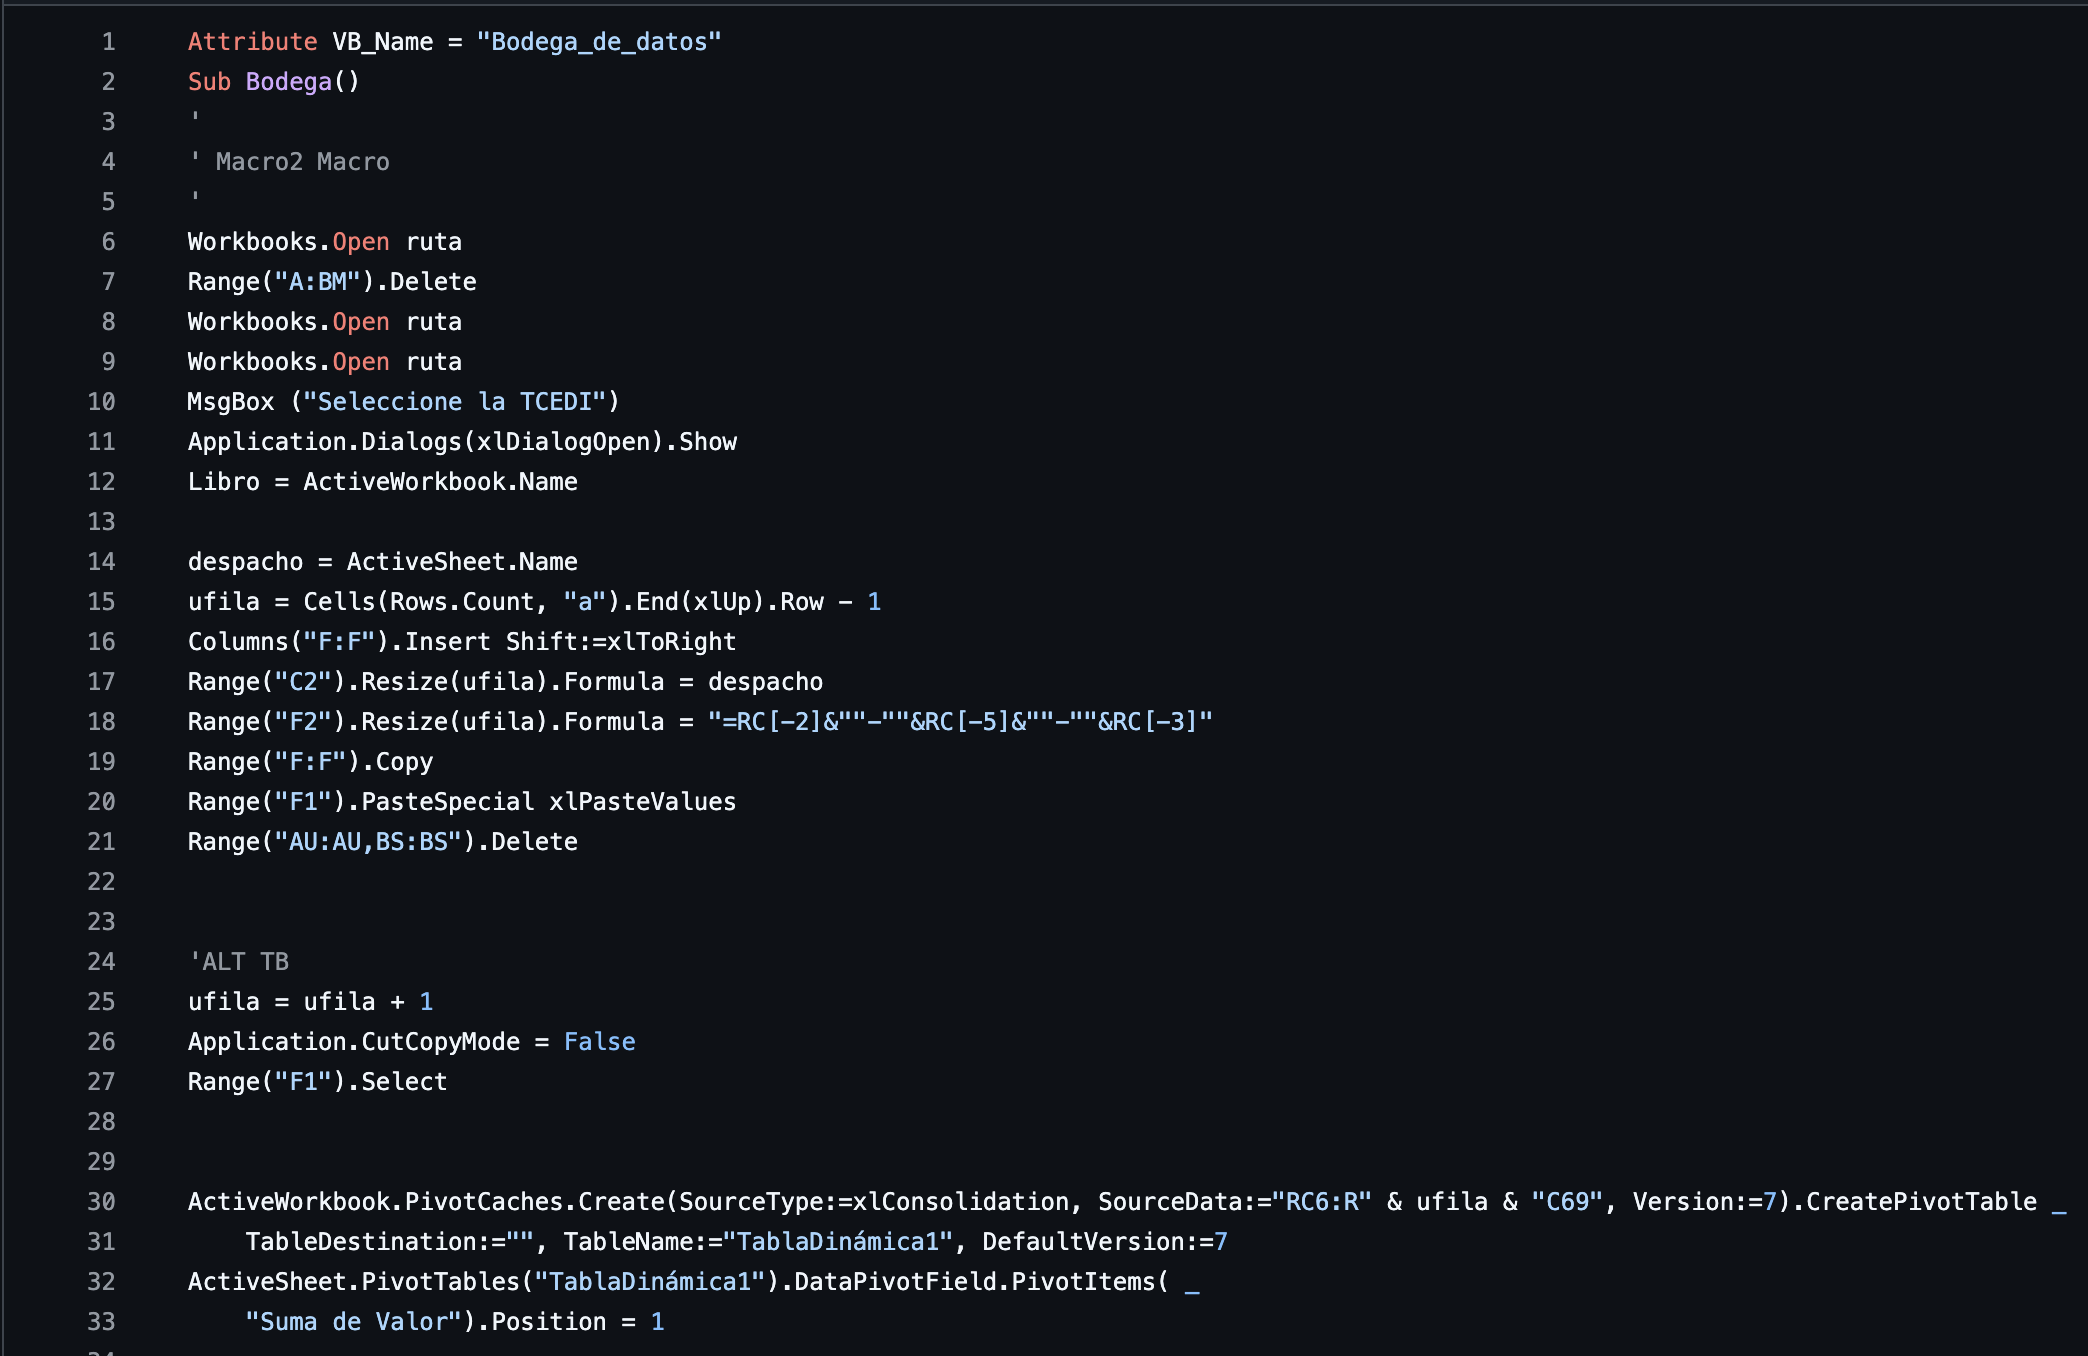 1 Attribute VB_Name = "Bodega_de_datos"
2 Sub Bodega()
3 '
4 ' Macro2 Macro
5 '
6 Workbooks.Open ruta
7 Range("A:BM").Delete
8 Workbooks.Open ruta
9 Workbooks.Open ruta
10 MsgBox ("Seleccione la TCEDI")
11 Application.Dialogs(xlDialogOpen).Show
12 Libro = ActiveWorkbook.Name
13
14 despacho = ActiveSheet.Name
15 ufila = Cells(Rows.Count, "a").End(xlUp).Row - 1
16 Columns("F:F").Insert Shift:=xlToRight
17 Range("C2").Resize(ufila).Formula = despacho
18 Range("F2").Resize(ufila).Formula = "=RC[-2]&""-""&RC[-5]&""-""&RC[-3]"
19 Range("F:F").Copy
20 Range("F1").PasteSpecial xlPasteValues
21 Range("AU:AU,BS:BS").Delete
22
23
24 'ALT TB
25 ufila = ufila + 1
26 Application.CutCopyMode = False
27 Range("F1").Select
28
29
30 ActiveWorkbook.PivotCaches.Create(SourceType:=xlConsolidation, SourceData:="RC6:R" & ufila & "C69", Version:=7).CreatePivotTable _
31     TableDestination:="", TableName:="TablaDinámica1", DefaultVersion:=7
32 ActiveSheet.PivotTables("TablaDinámica1").DataPivotField.PivotItems( _
33     "Suma de Valor").Position = 1